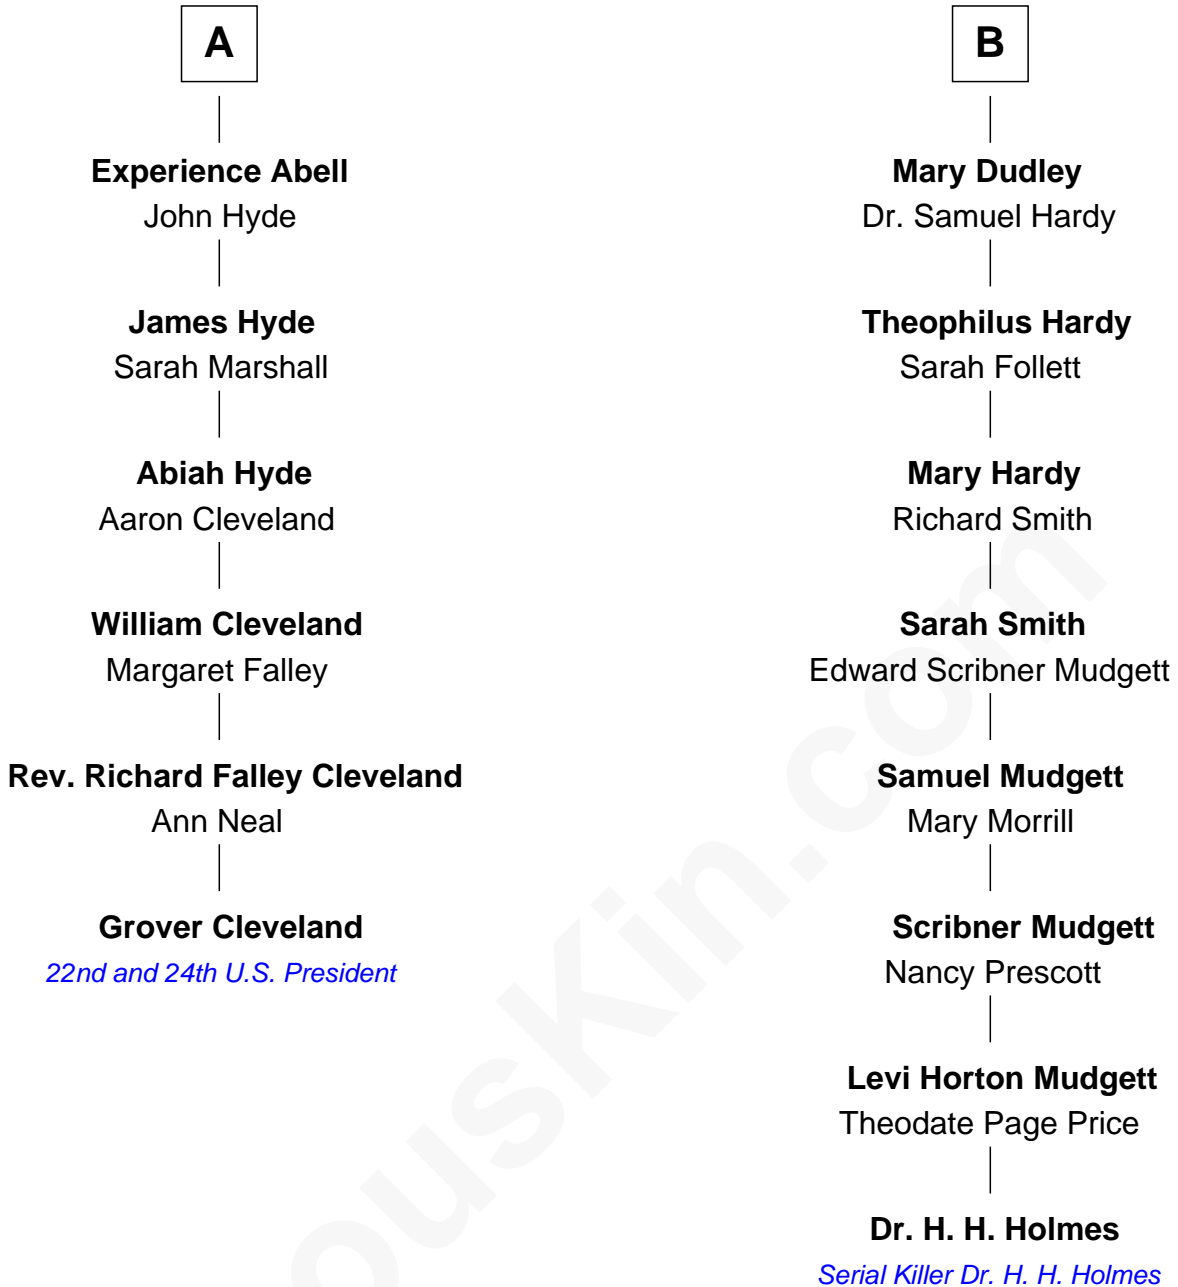 A
Experience Abell
John Hyde
James Hyde
Sarah Marshall
Abiah Hyde
Aaron Cleveland
William Cleveland
Margaret Falley
Rev. Richard Falley Cleveland
Ann Neal
Grover Cleveland
22nd and 24th U.S. President
B
Mary Dudley
Dr. Samuel Hardy
Theophilus Hardy
Sarah Follett
Mary Hardy
Richard Smith
Sarah Smith
Edward Scribner Mudgett
Samuel Mudgett
Mary Morrill
Scribner Mudgett
Nancy Prescott
Levi Horton Mudgett
Theodate Page Price
Dr. H. H. Holmes
Serial Killer Dr. H. H. Holmes
ousKin.com